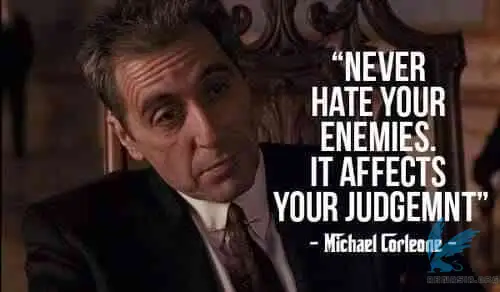 “NEVER
HATE YOUR
ENEMIES.
IT AFFECTS
YOUR JUDGEMNT”
- Michael Corleone -